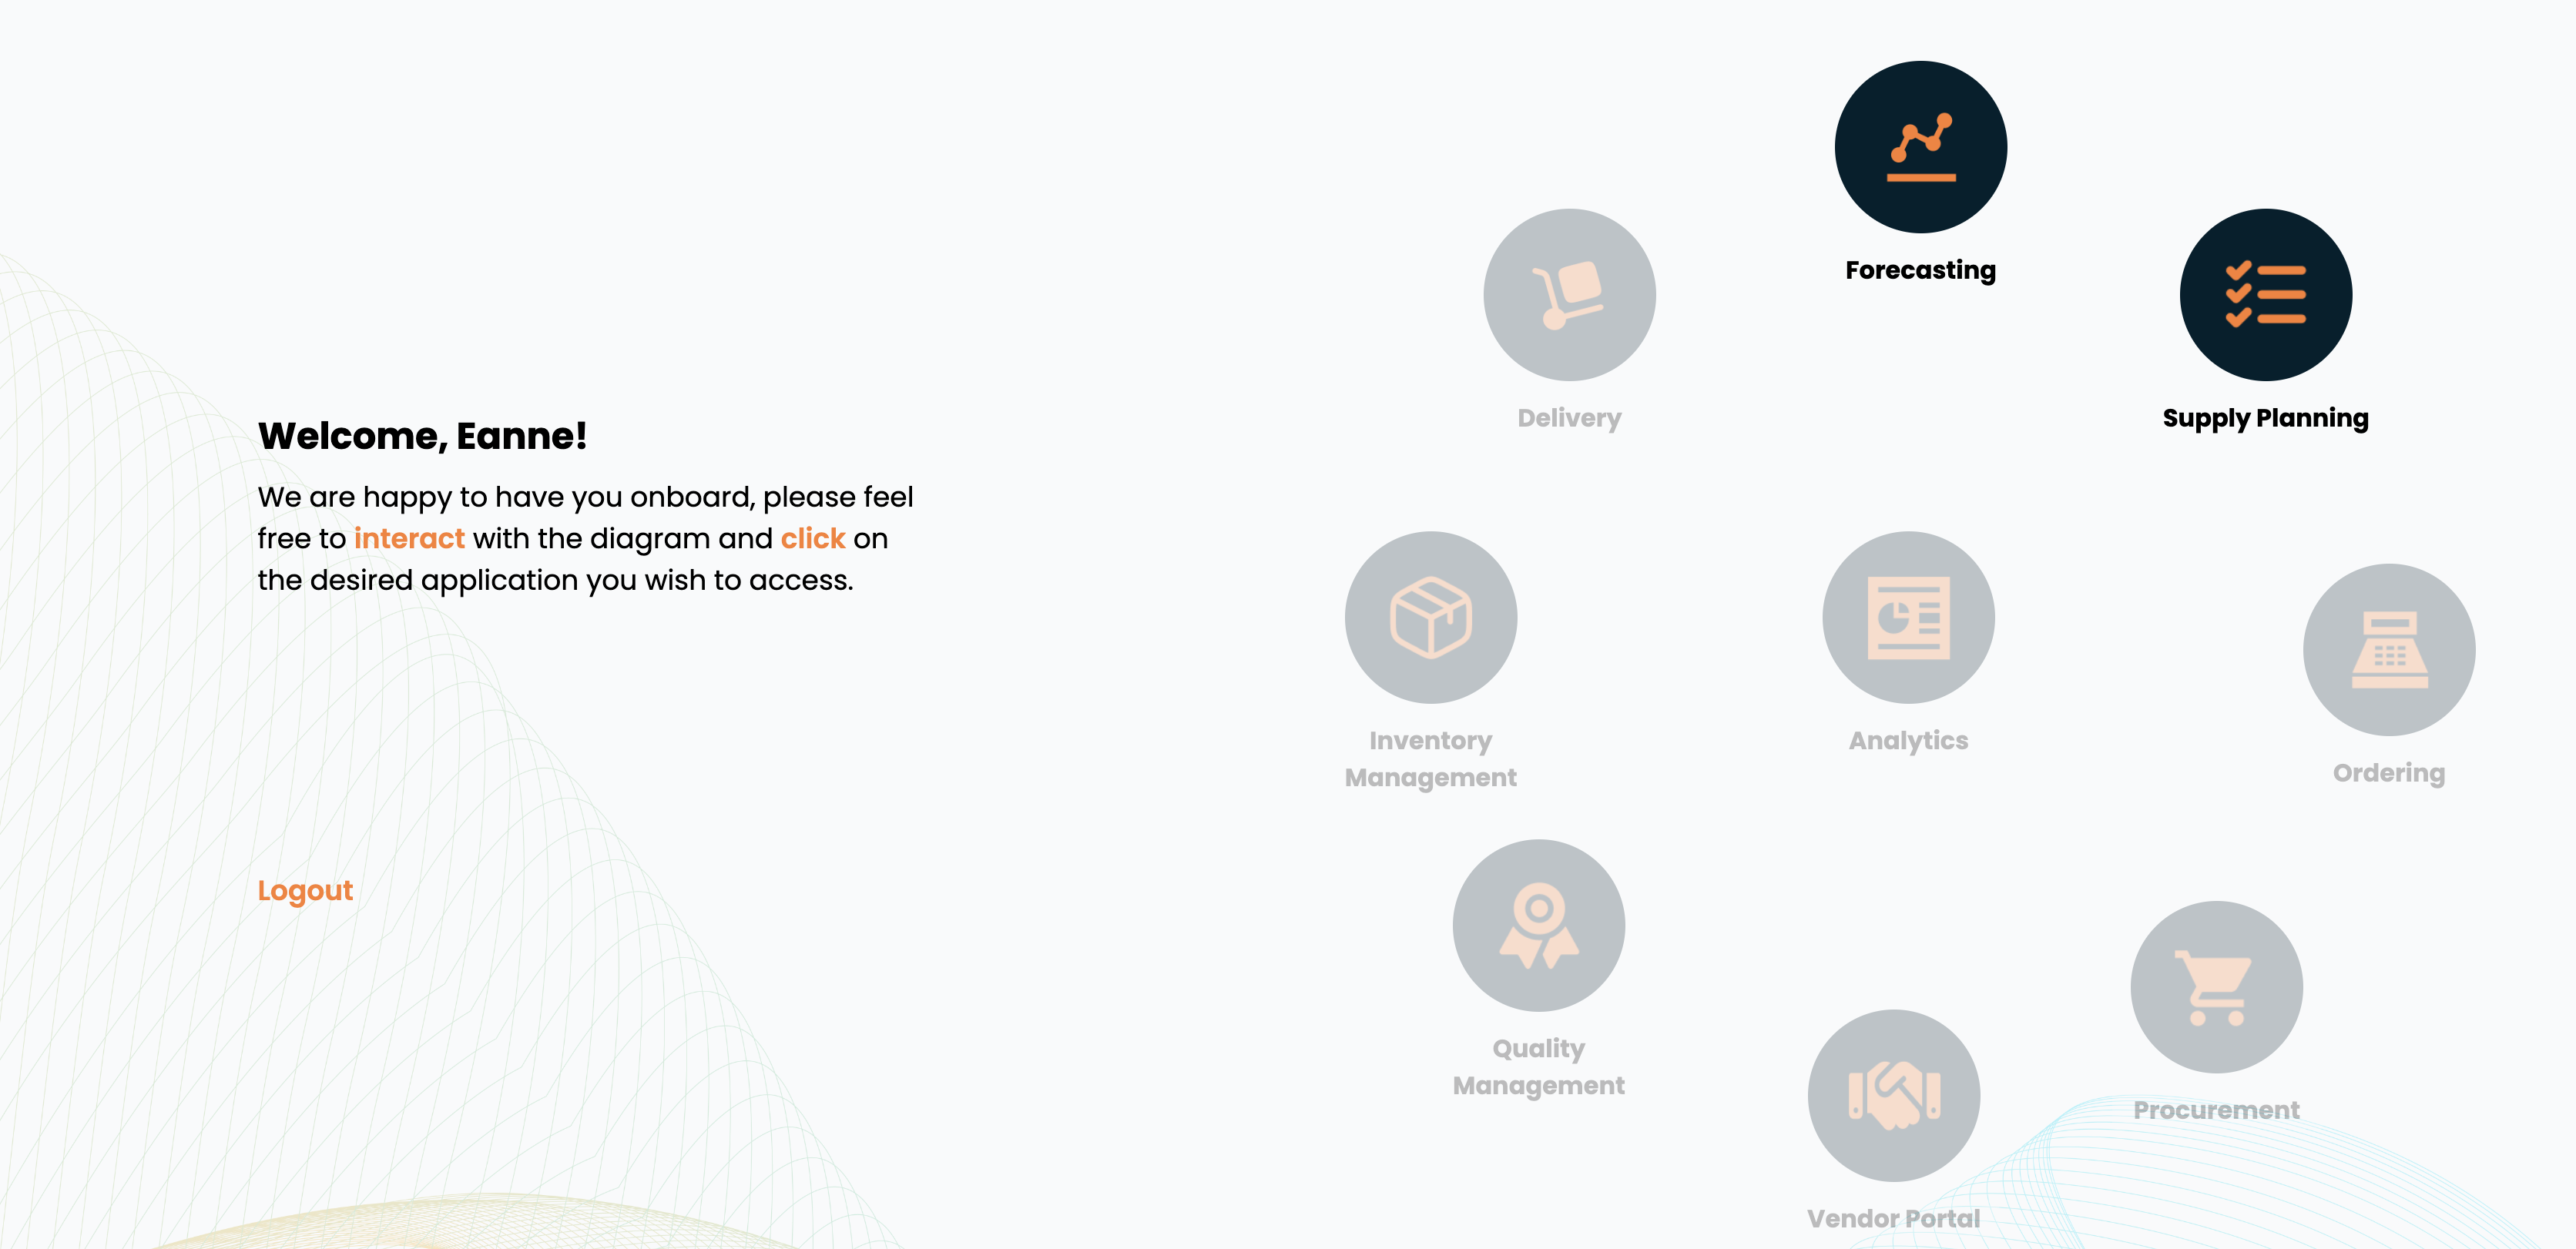 Welcome, Eanne!
We are happy to have you onboard, please feel
free to interact with the diagram and click on
the desired application you wish to access.
Logout
Forecasting
Delivery
Supply Planning
Inventory
Management
Analytics
Ordering
Quality
Management
Procurement
Vendor Portal